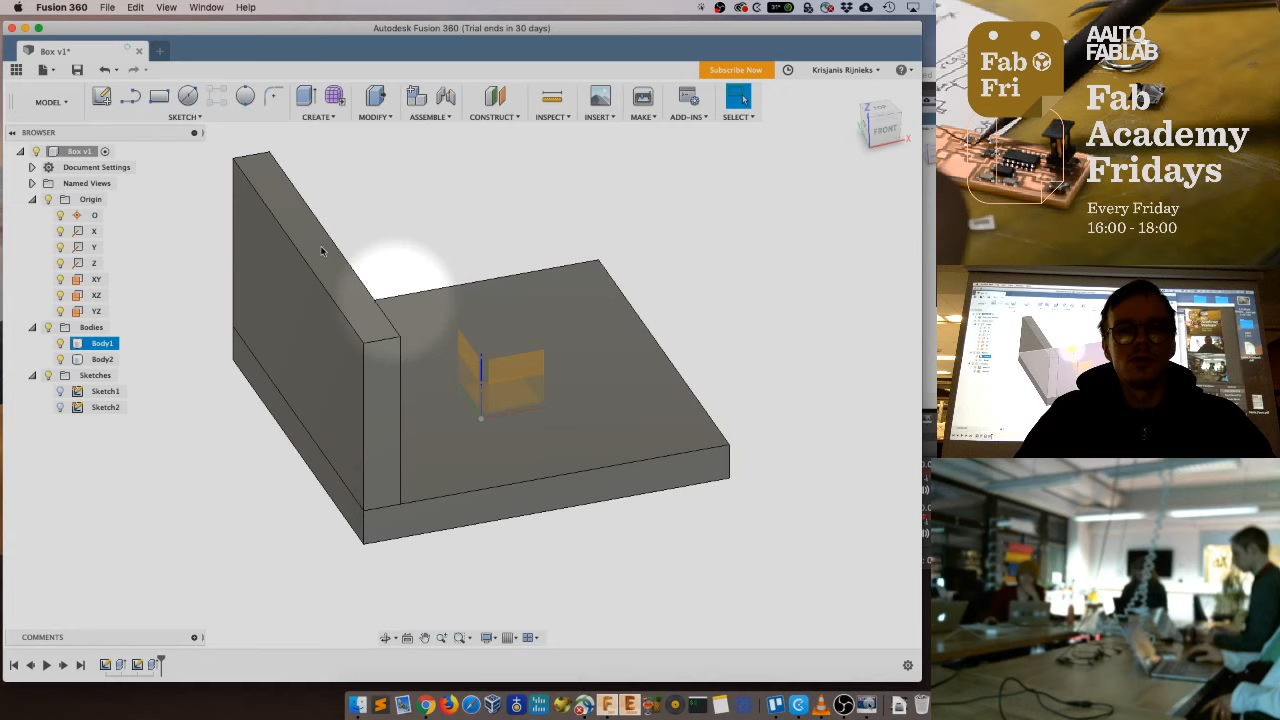 Fusion 360 File Edit View Window Help
31°
Autodesk Fusion 360 (Trial ends in 30 days)
Box v1*
Subscribe Now
Krisjanis Rijnieks
MODEL
SKETCH
CREATE
MODIFY
ASSEMBLE
CONSTRUCT
INSPECT
INSERT
MAKE
ADD-INS
SELECT
BROWSER
Box v1
Document Settings
Named Views
Origin
O
X
Y
Z
XY
XZ
YZ
Bodies
Body1
Body2
Sketches
Sketch1
Sketch2
Z
FRONT
X
COMMENTS
Fab
Fri
AALTO
FABLAB
Fab
Academy
Fridays
Every Friday
16:00 - 18:00